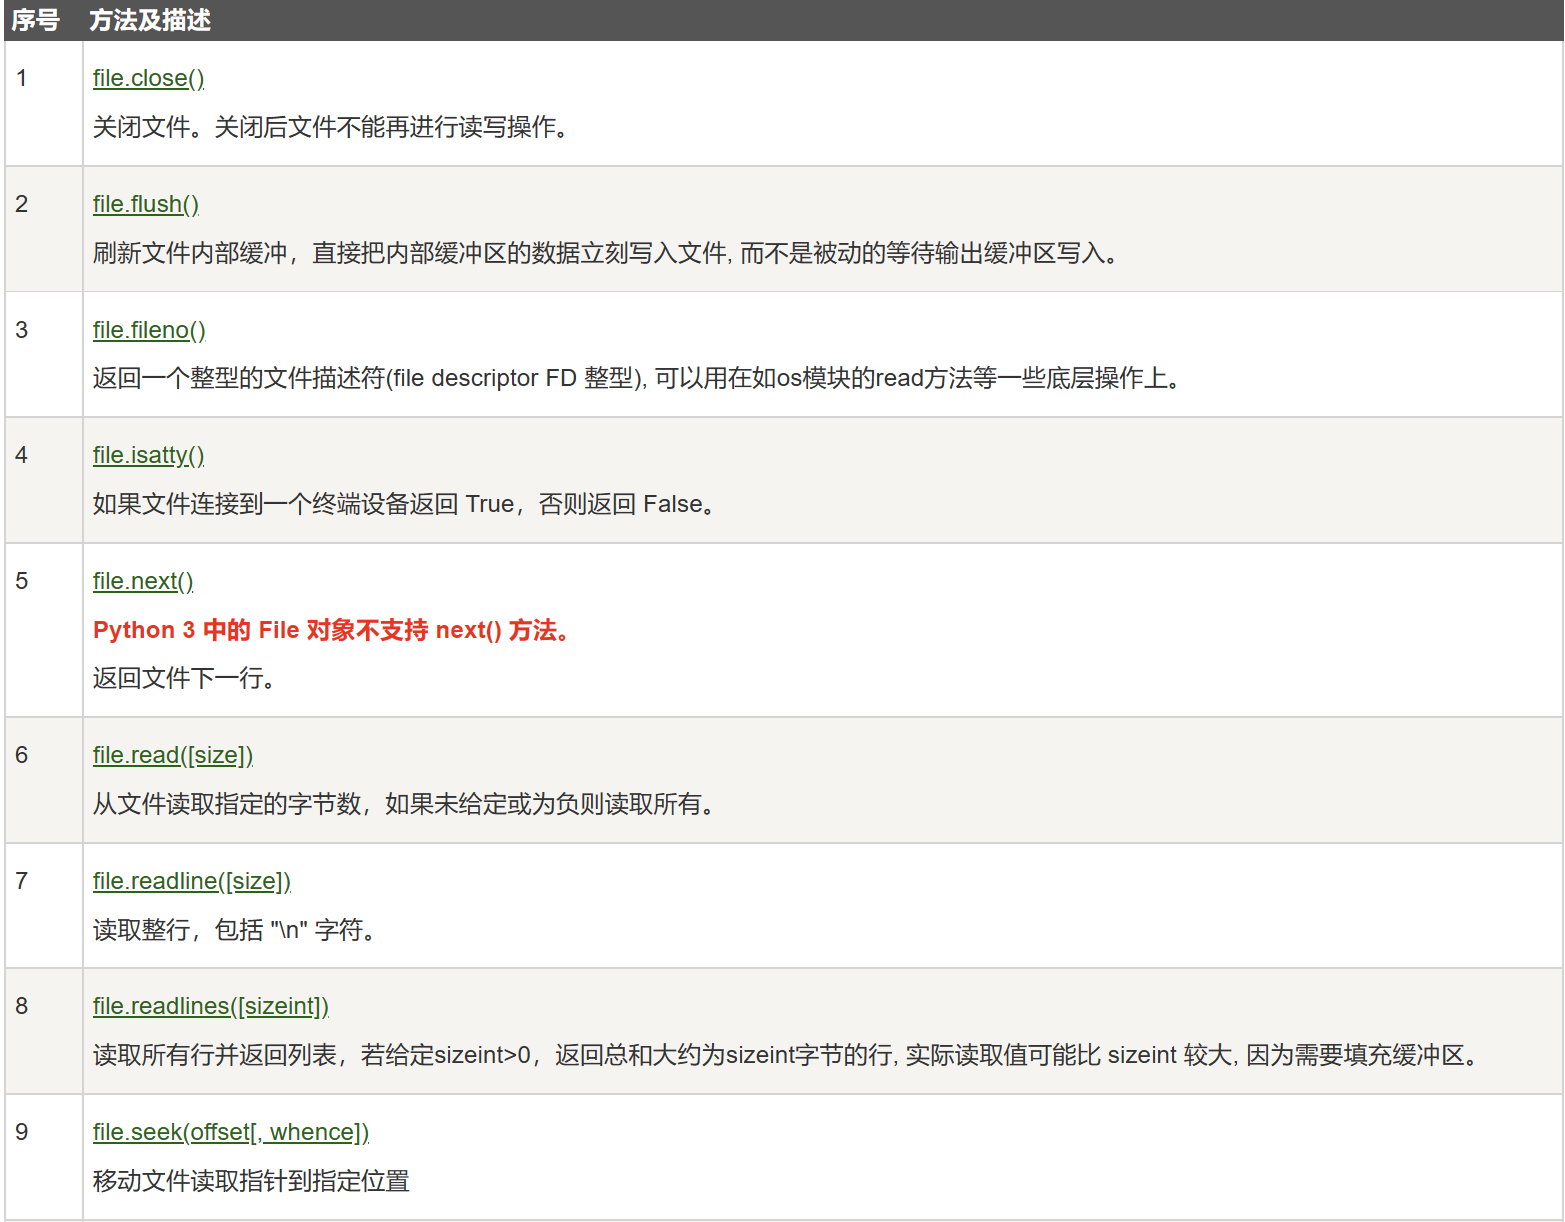 序号 方法及描述
1 file.close()
关闭文件。关闭后文件不能再进行读写操作。
2 file.flush()
刷新文件内部缓冲，直接把内部缓冲区的数据立刻写入文件, 而不是被动的等待输出缓冲区写入。
3 file.fileno()
返回一个整型的文件描述符(file descriptor FD 整型), 可以用在如os模块的read方法等一些底层操作上。
4 file.isatty()
如果文件连接到一个终端设备返回 True，否则返回 False。
5 file.next()
Python 3 中的 File 对象不支持 next() 方法。
返回文件下一行。
6 file.read([size])
从文件读取指定的字节数，如果未给定或为负则读取所有。
7 file.readline([size])
读取整行，包括 "\n" 字符。
8 file.readlines([sizeint])
读取所有行并返回列表，若给定sizeint>0，返回总和大约为sizeint字节的行, 实际读取值可能比 sizeint 较大, 因为需要填充缓冲区。
9 file.seek(offset[, whence])
移动文件读取指针到指定位置